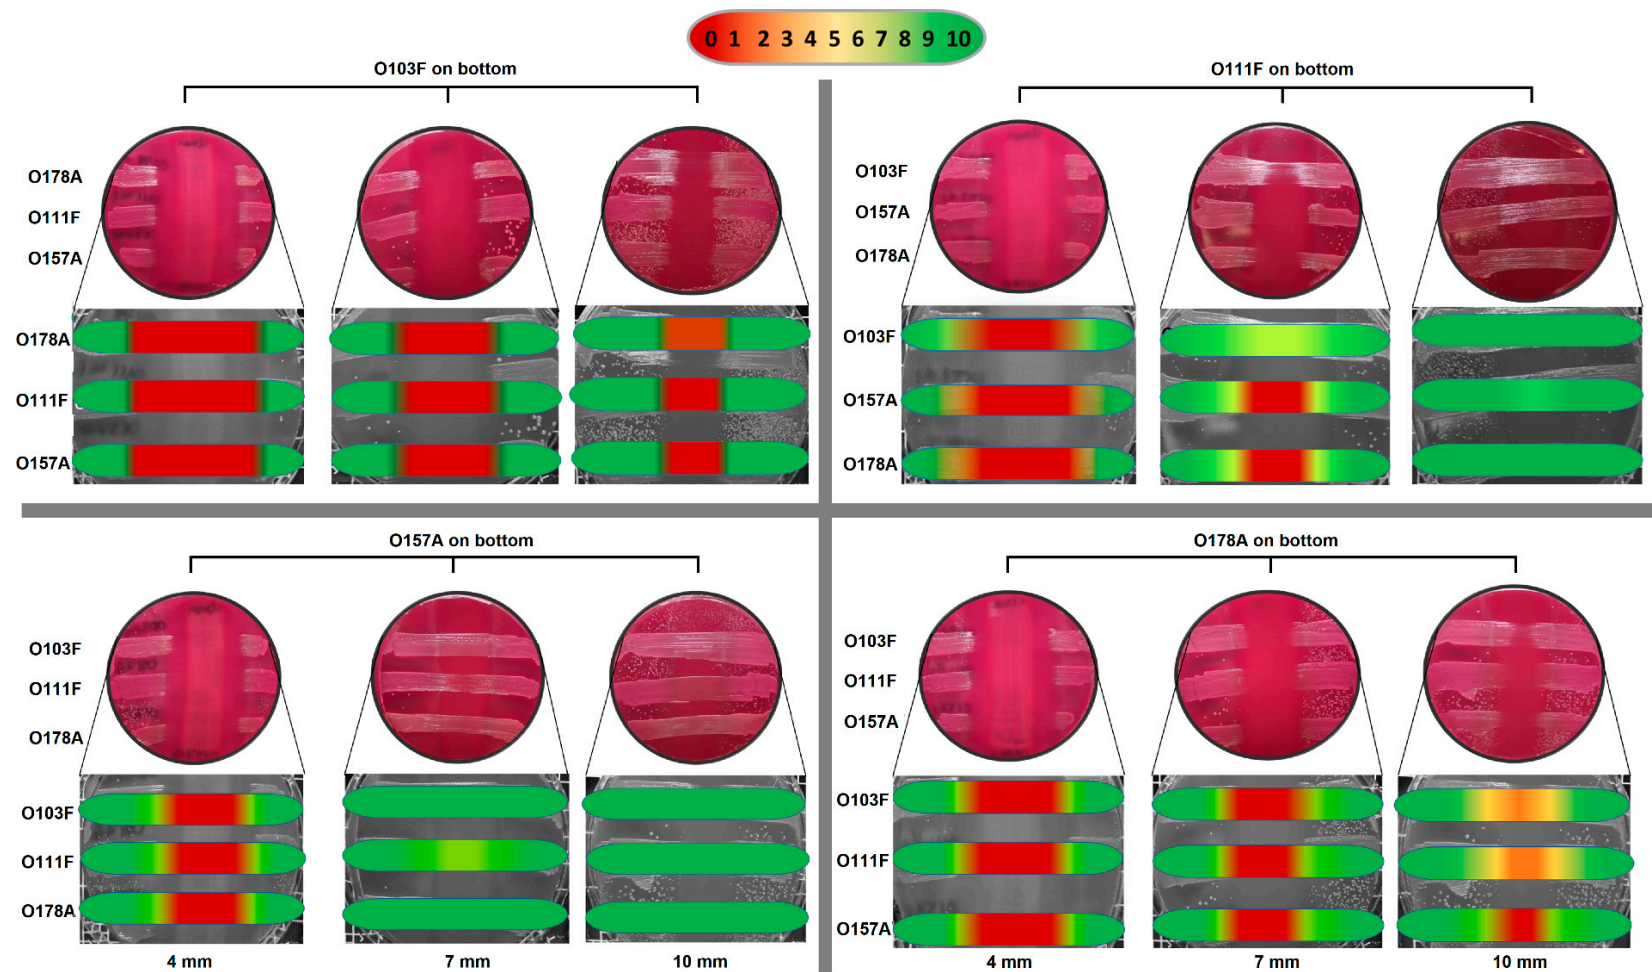 0 1 2 3 4 5 6 7 8 9 10
O103F on bottom
O178A
O111F
O157A
O178A
O111F
O157A
O111F on bottom
O103F
O157A
O178A
O103F
O157A
O178A
O157A on bottom
O103F
O111F
O178A
O103F
O111F
O178A
4 mm
7 mm
10 mm
O178A on bottom
O103F
O111F
O157A
O103F
O111F
O157A
4 mm
7 mm
10 mm